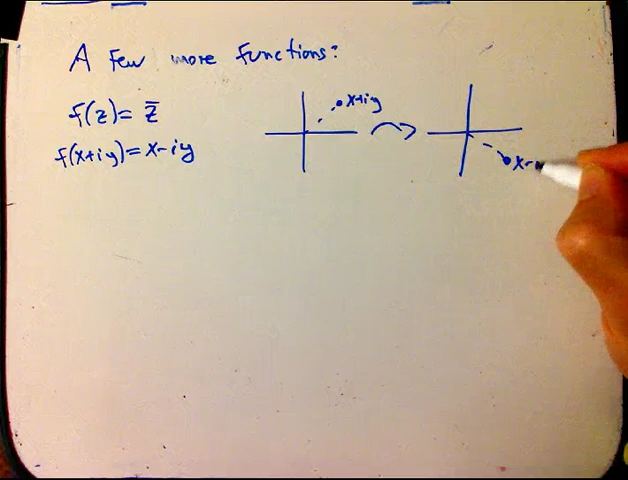 A Few more functions:
f(z) = z̅
x+iy
f(x+iy) = x-iy
x-